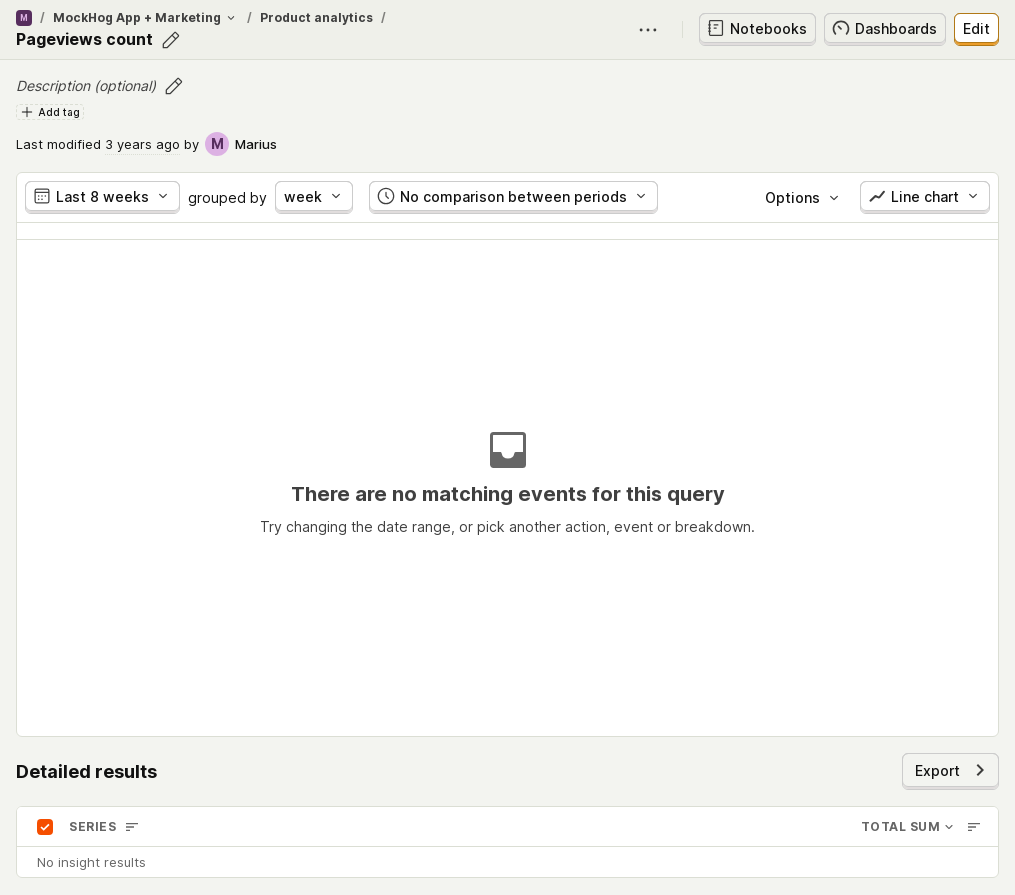 M / MockHog App + Marketing / Product analytics /
Pageviews count
Notebooks
Dashboards
Edit
Description (optional)
Add tag
Last modified 3 years ago by M Marius
Last 8 weeks grouped by week No comparison between periods Options Line chart
There are no matching events for this query
Try changing the date range, or pick another action, event or breakdown.
Detailed results
Export
SERIES TOTAL SUM
No insight results